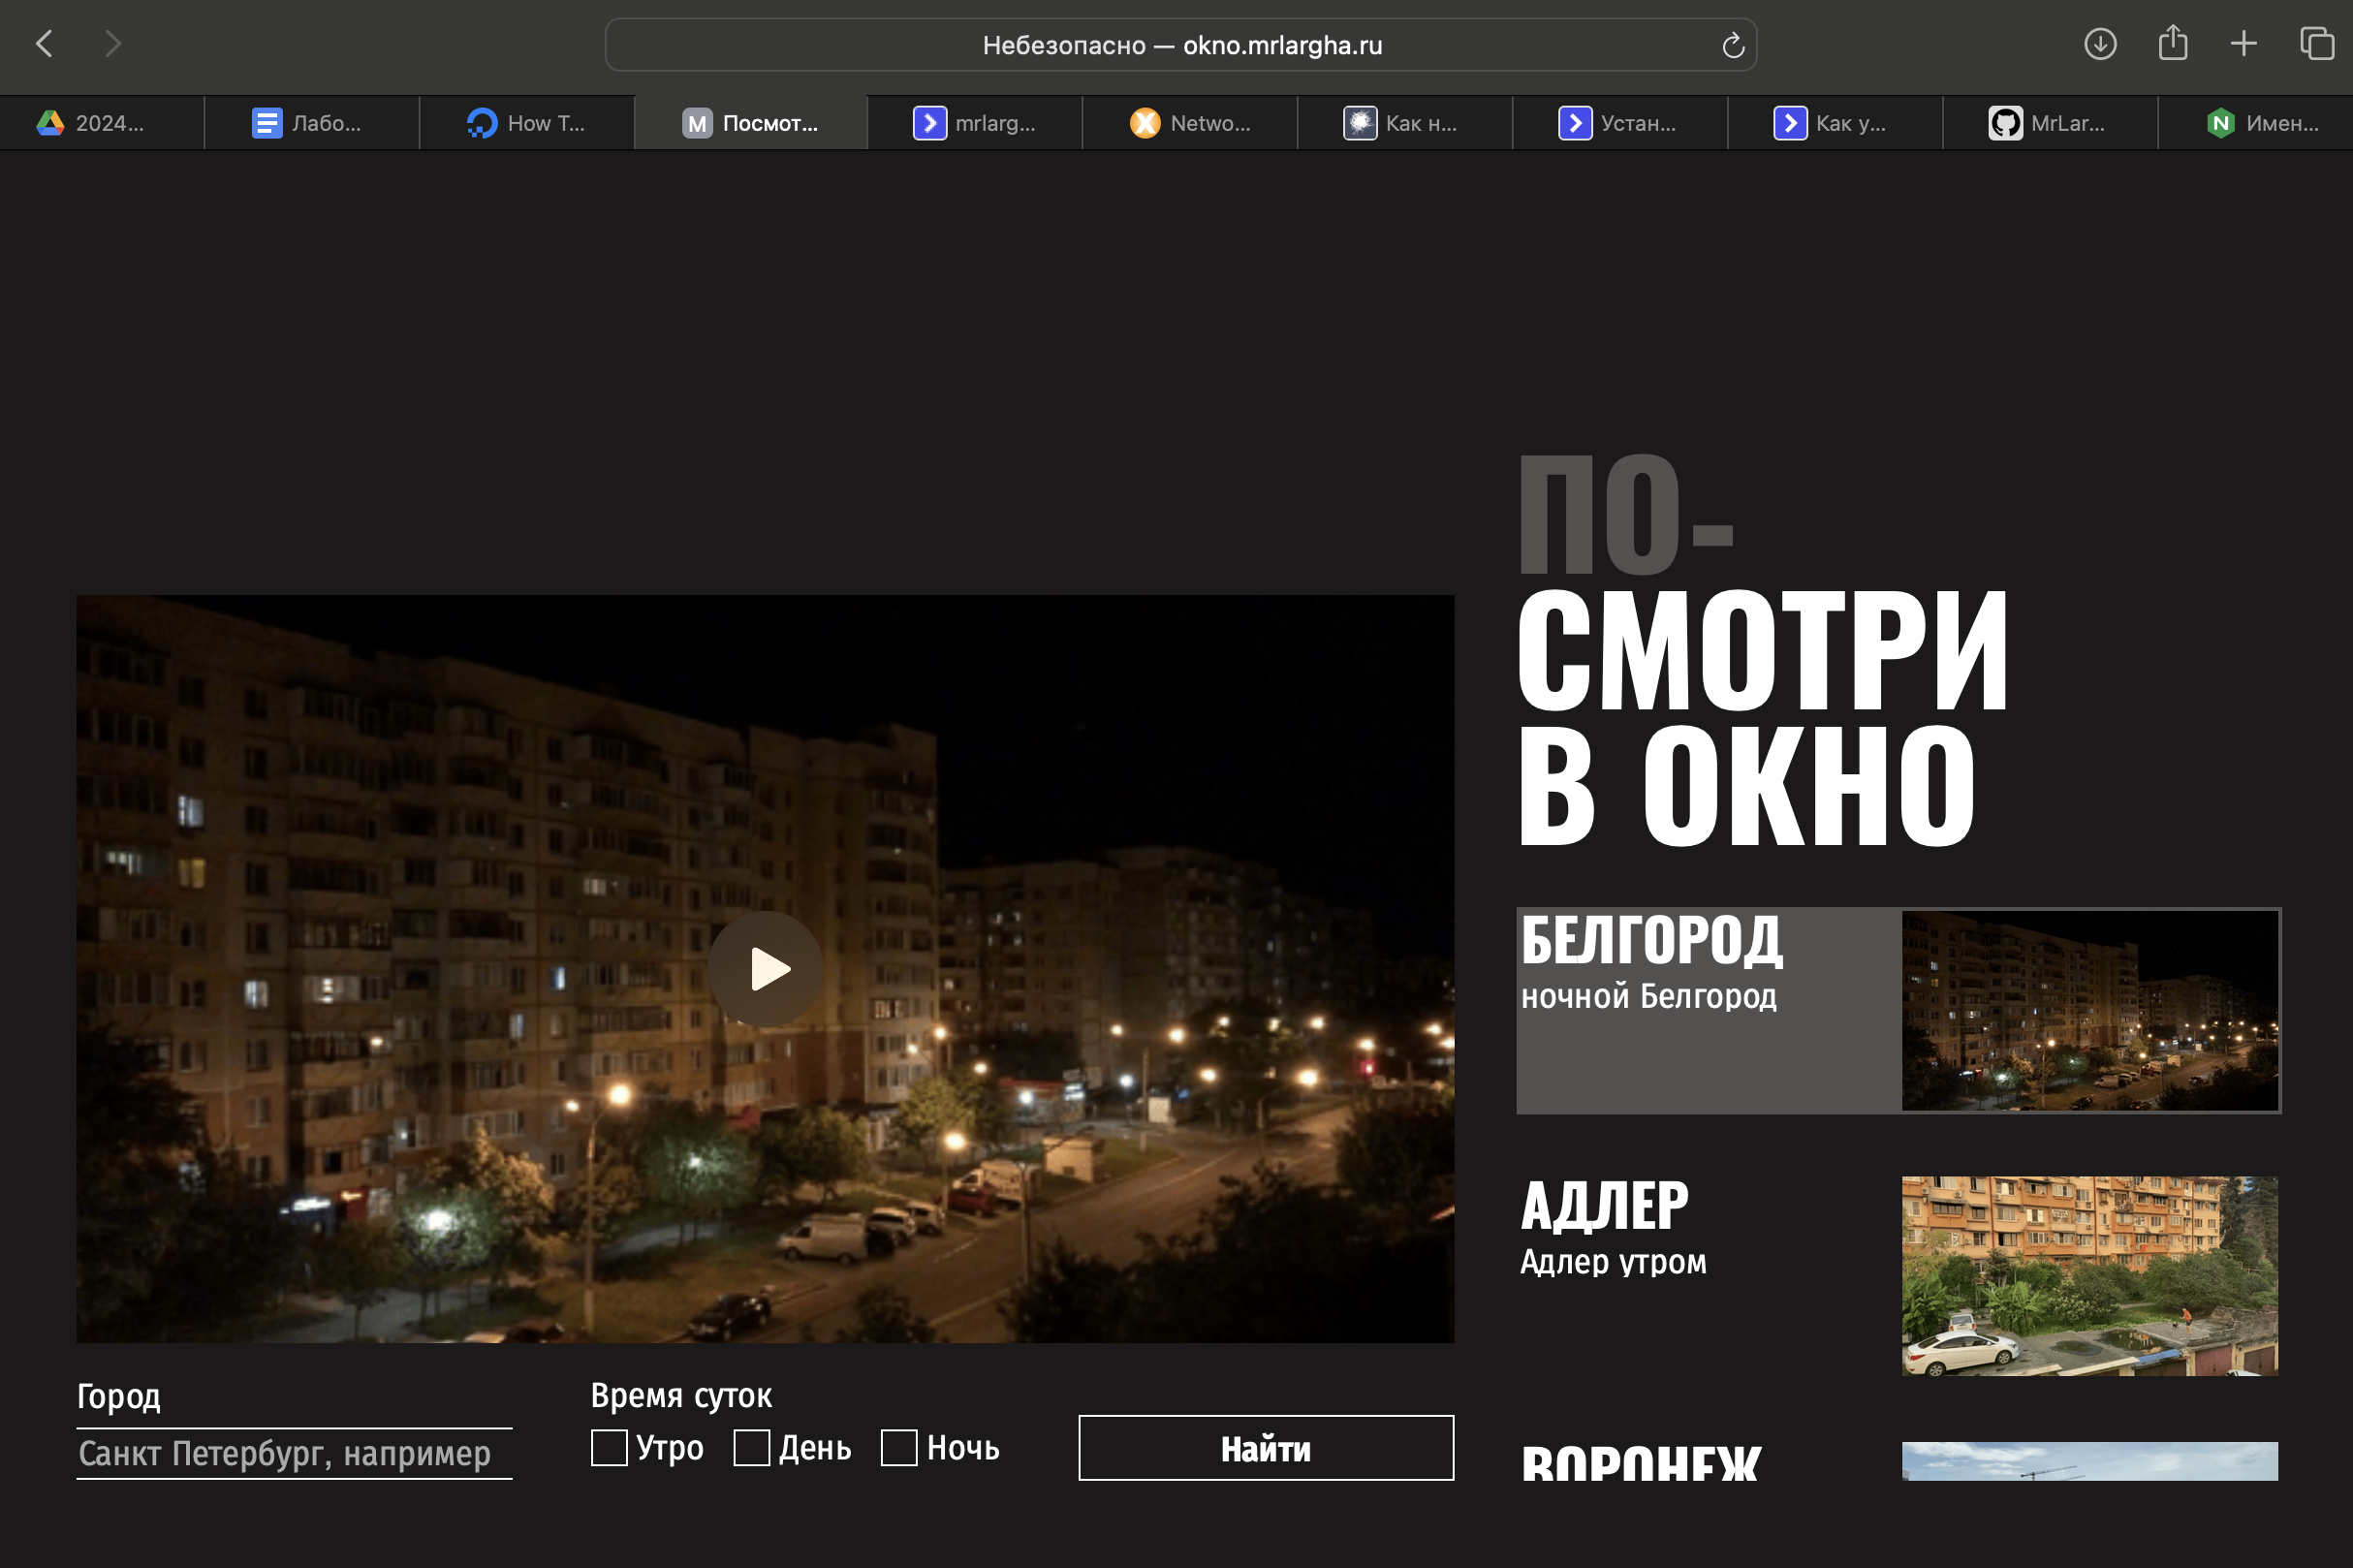 Небезопасно — okno.mrlargha.ru
2024...
Лабо...
How T...
M Посмот...
mrlarg...
Netwo...
Как н...
Устан...
Как у...
MrLar...
N Имен...
ПО-
СМОТРИ
В ОКНО
БЕЛГОРОД
ночной Белгород
АДЛЕР
Адлер утром
ВОРОНЕЖ
Город
Санкт Петербург, например
Время суток
Утро День Ночь
Найти